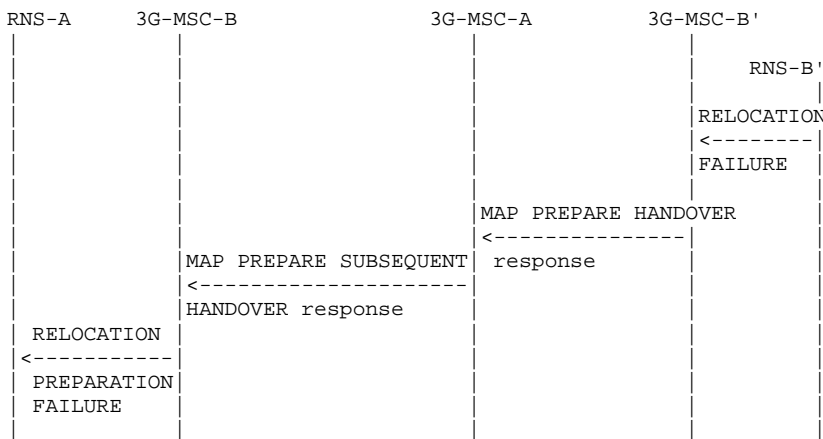 RNS-A 3G-MSC-B 3G-MSC-A 3G-MSC-B'
RNS-B'
RELOCATION
FAILURE
MAP PREPARE HANDOVER
MAP PREPARE SUBSEQUENT response
HANDOVER response
RELOCATION
PREPARATION
FAILURE